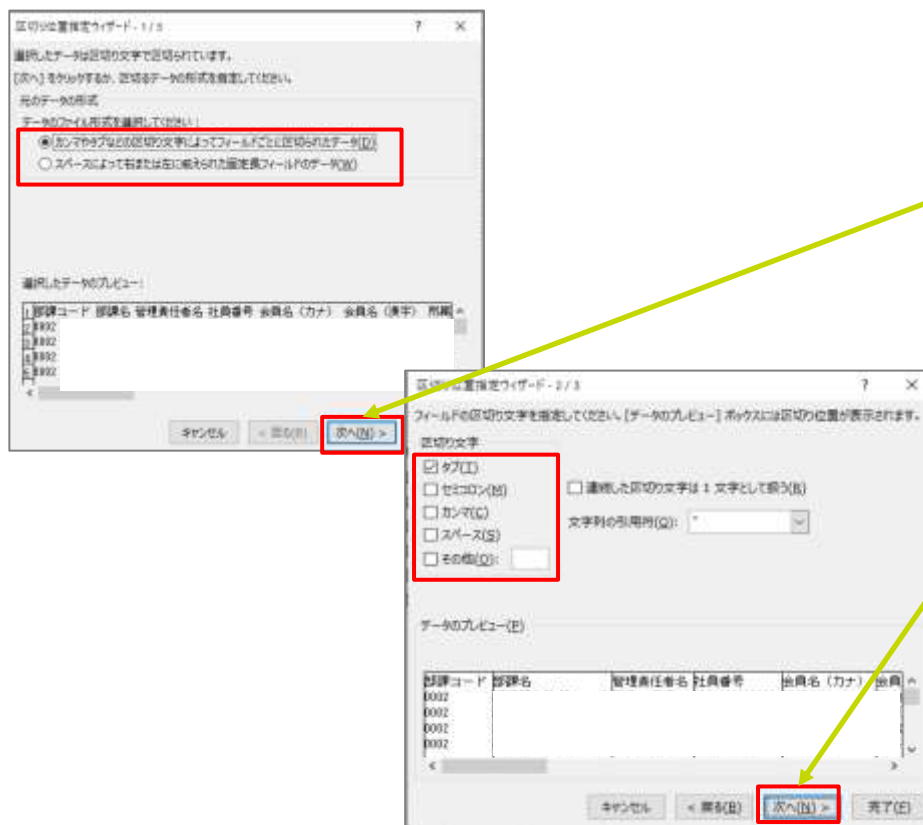 区切り位置指定ウィザード - 1 / 3
? ×
選択したデータは区切り文字で区切られています。
[次へ] をクリックするか、区切るデータの形式を指定してください。
元のデータの形式
データのファイル形式を選択してください:
カンマやタブなどの区切り文字によってフィールドごとに区切られたデータ(D)
スペースによって右または左に揃えられた固定長フィールドのデータ(W)
選択したデータのプレビュー:
1 部課コード 部課名 管理責任者名 社員番号 会員名（カナ） 会員名（漢字） 所属
2 0002
3 0002
4 0002
5 0002
キャンセル < 戻る(B) 次へ(N) >
区切り位置指定ウィザード - 2 / 3
? ×
フィールドの区切り文字を指定してください。[データのプレビュー] ボックスには区切り位置が表示されます。
区切り文字
タブ(T)
セミコロン(M)
連続した区切り文字は 1 文字として扱う(R)
カンマ(C)
文字列の引用符(Q): "
スペース(S)
その他(O):
データのプレビュー(P)
部課コード 部課名 管理責任者名 社員番号 会員名（カナ） 会員
0002
0002
0002
0002
キャンセル < 戻る(B) 次へ(N) > 完了(F)